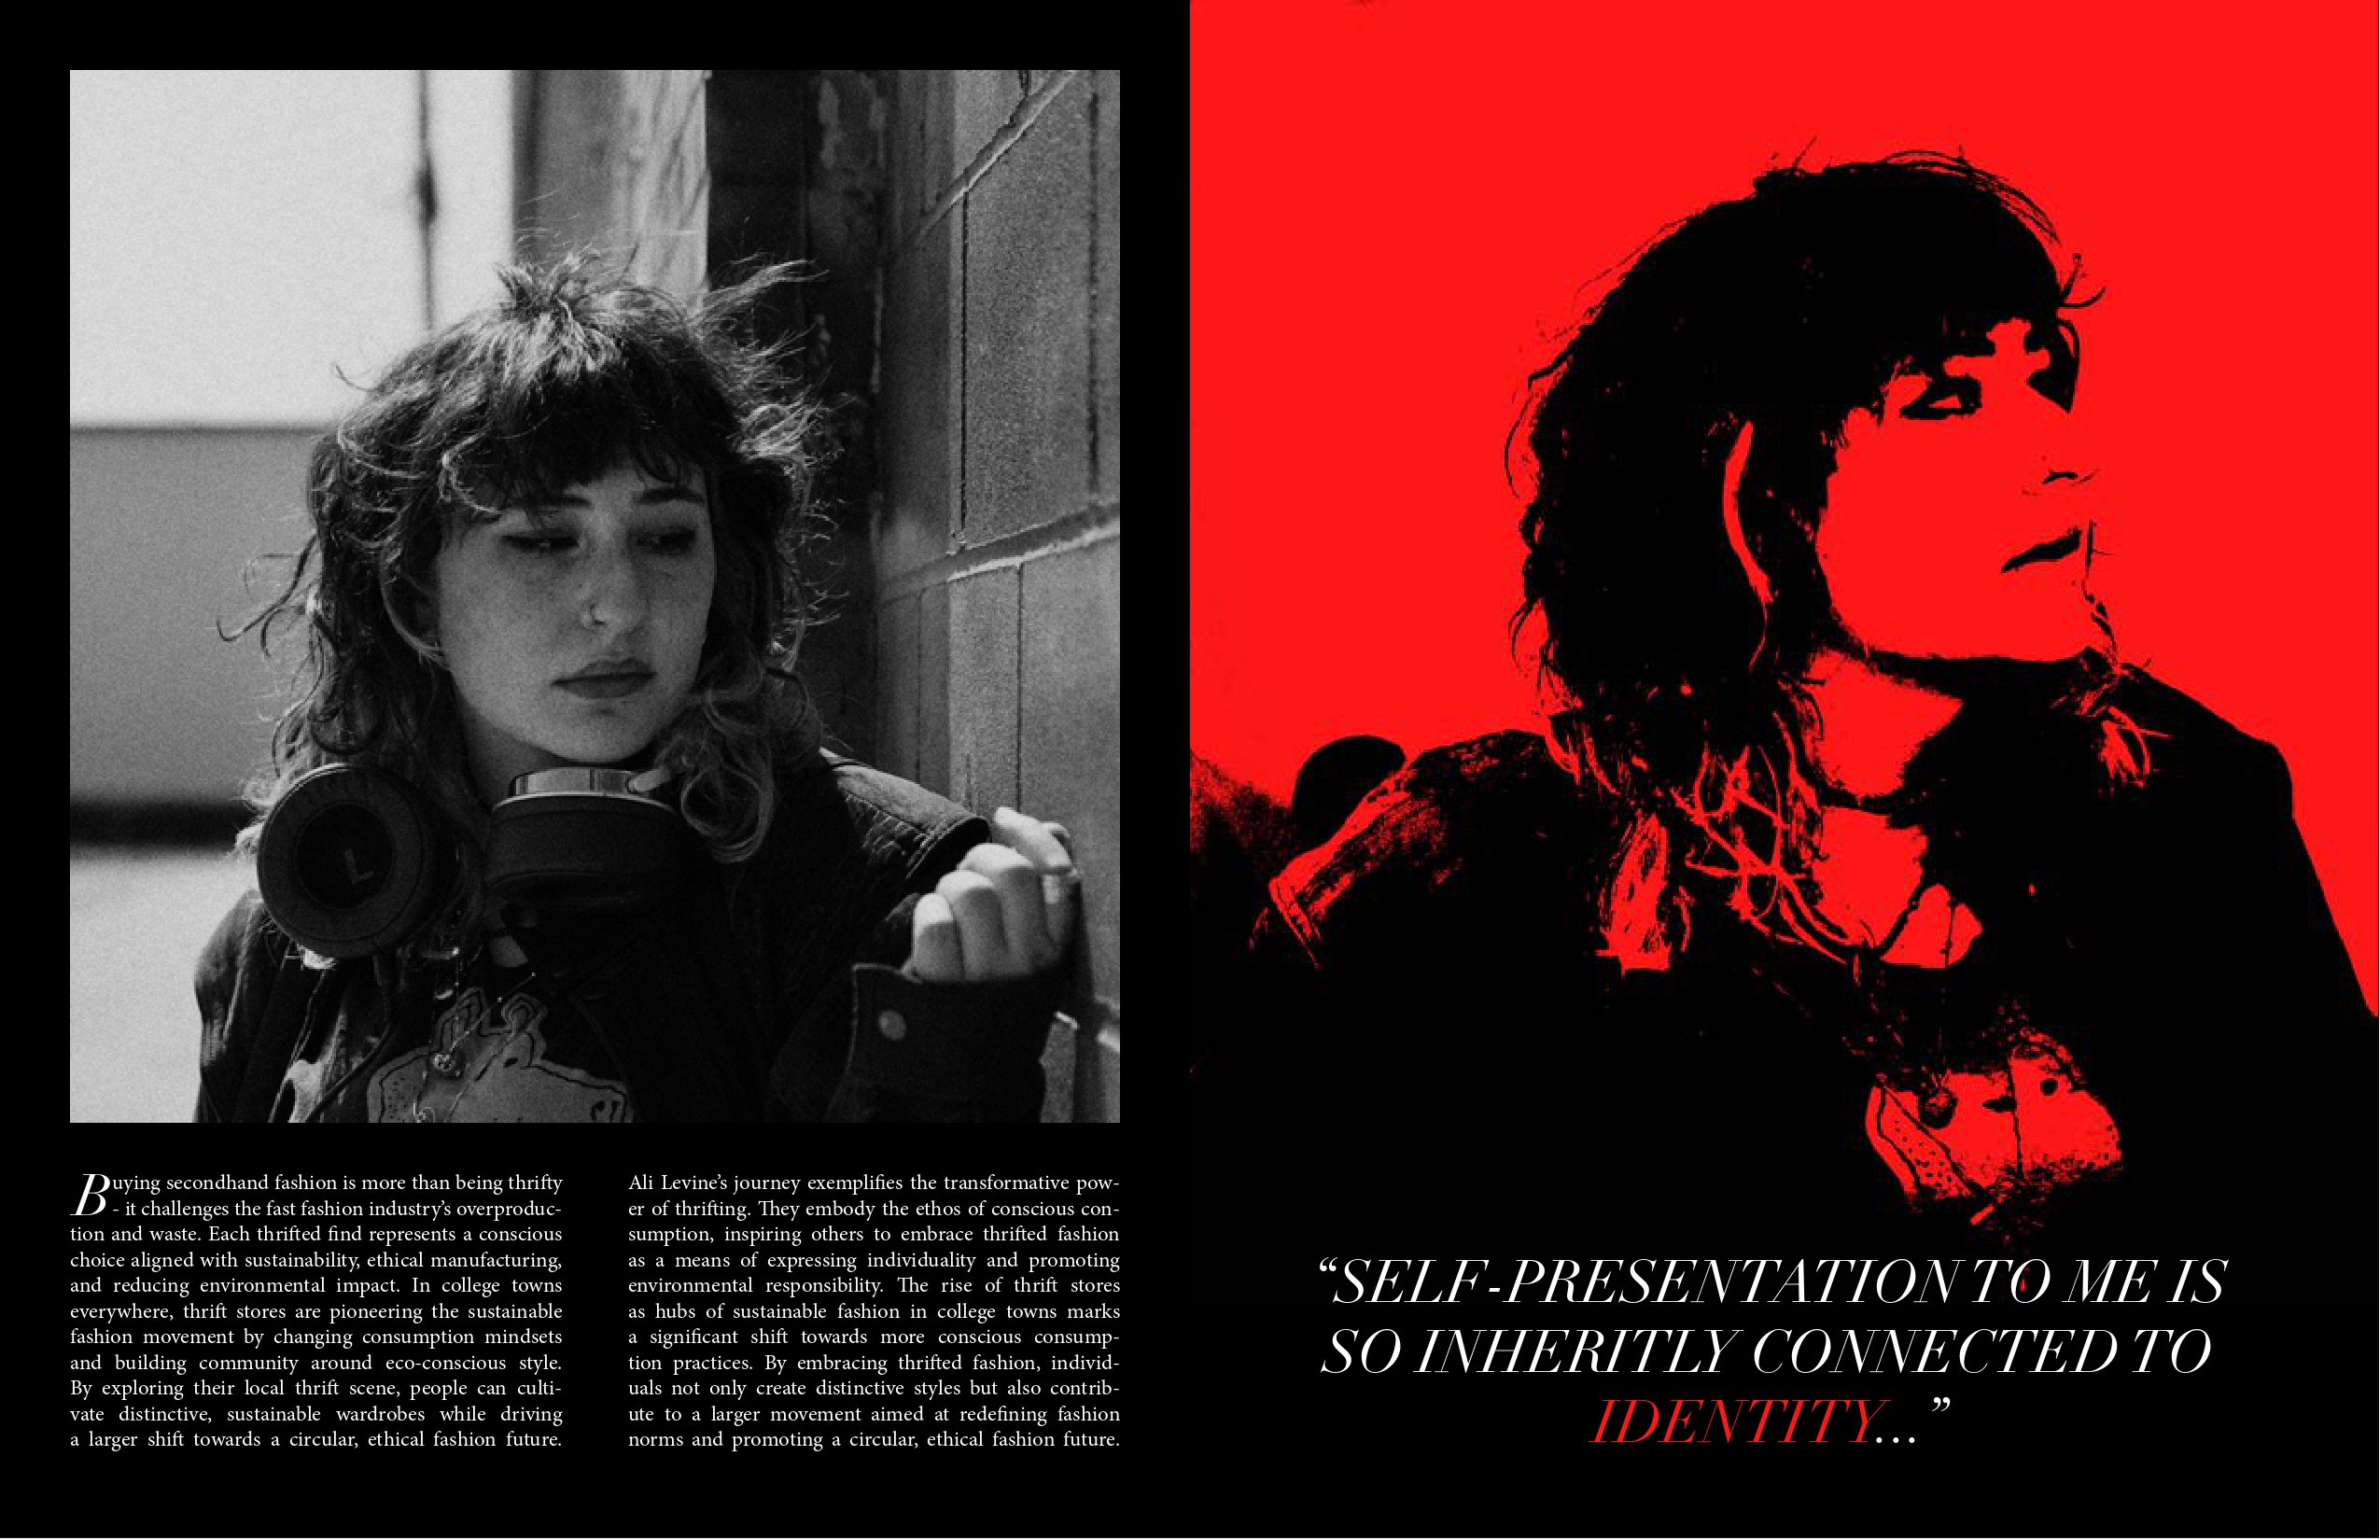 L
Buying secondhand fashion is more than being thrifty
- it challenges the fast fashion industry’s overproduc-
tion and waste. Each thrifted find represents a conscious
choice aligned with sustainability, ethical manufacturing,
and reducing environmental impact. In college towns
everywhere, thrift stores are pioneering the sustainable
fashion movement by changing consumption mindsets
and building community around eco-conscious style.
By exploring their local thrift scene, people can culti-
vate distinctive, sustainable wardrobes while driving
a larger shift towards a circular, ethical fashion future.
Ali Levine’s journey exemplifies the transformative pow-
er of thrifting. They embody the ethos of conscious con-
sumption, inspiring others to embrace thrifted fashion
as a means of expressing individuality and promoting
environmental responsibility. The rise of thrift stores
as hubs of sustainable fashion in college towns marks
a significant shift towards more conscious consump-
tion practices. By embracing thrifted fashion, individ-
uals not only create distinctive styles but also contrib-
ute to a larger movement aimed at redefining fashion
norms and promoting a circular, ethical fashion future.
“SELF-PRESENTATION TO ME IS
SO INHERITLY CONNECTED TO
IDENTITY...”